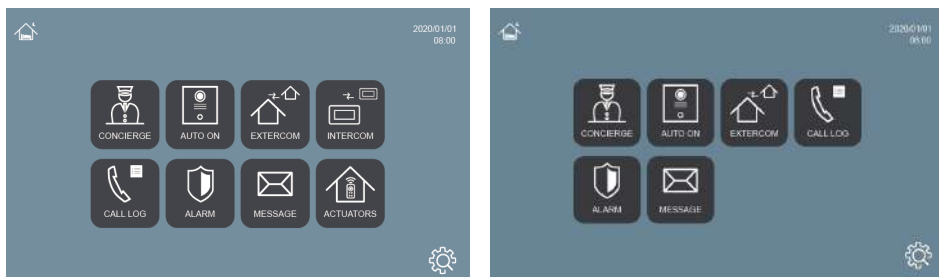 2020/01/01
08:00
CONCIERGE AUTO ON EXTERCOM INTERCOM
CALL LOG ALARM MESSAGE ACTUATORS
2020/01/01
08:00
CONCIERGE AUTO ON EXTERCOM CALL LOG
ALARM MESSAGE